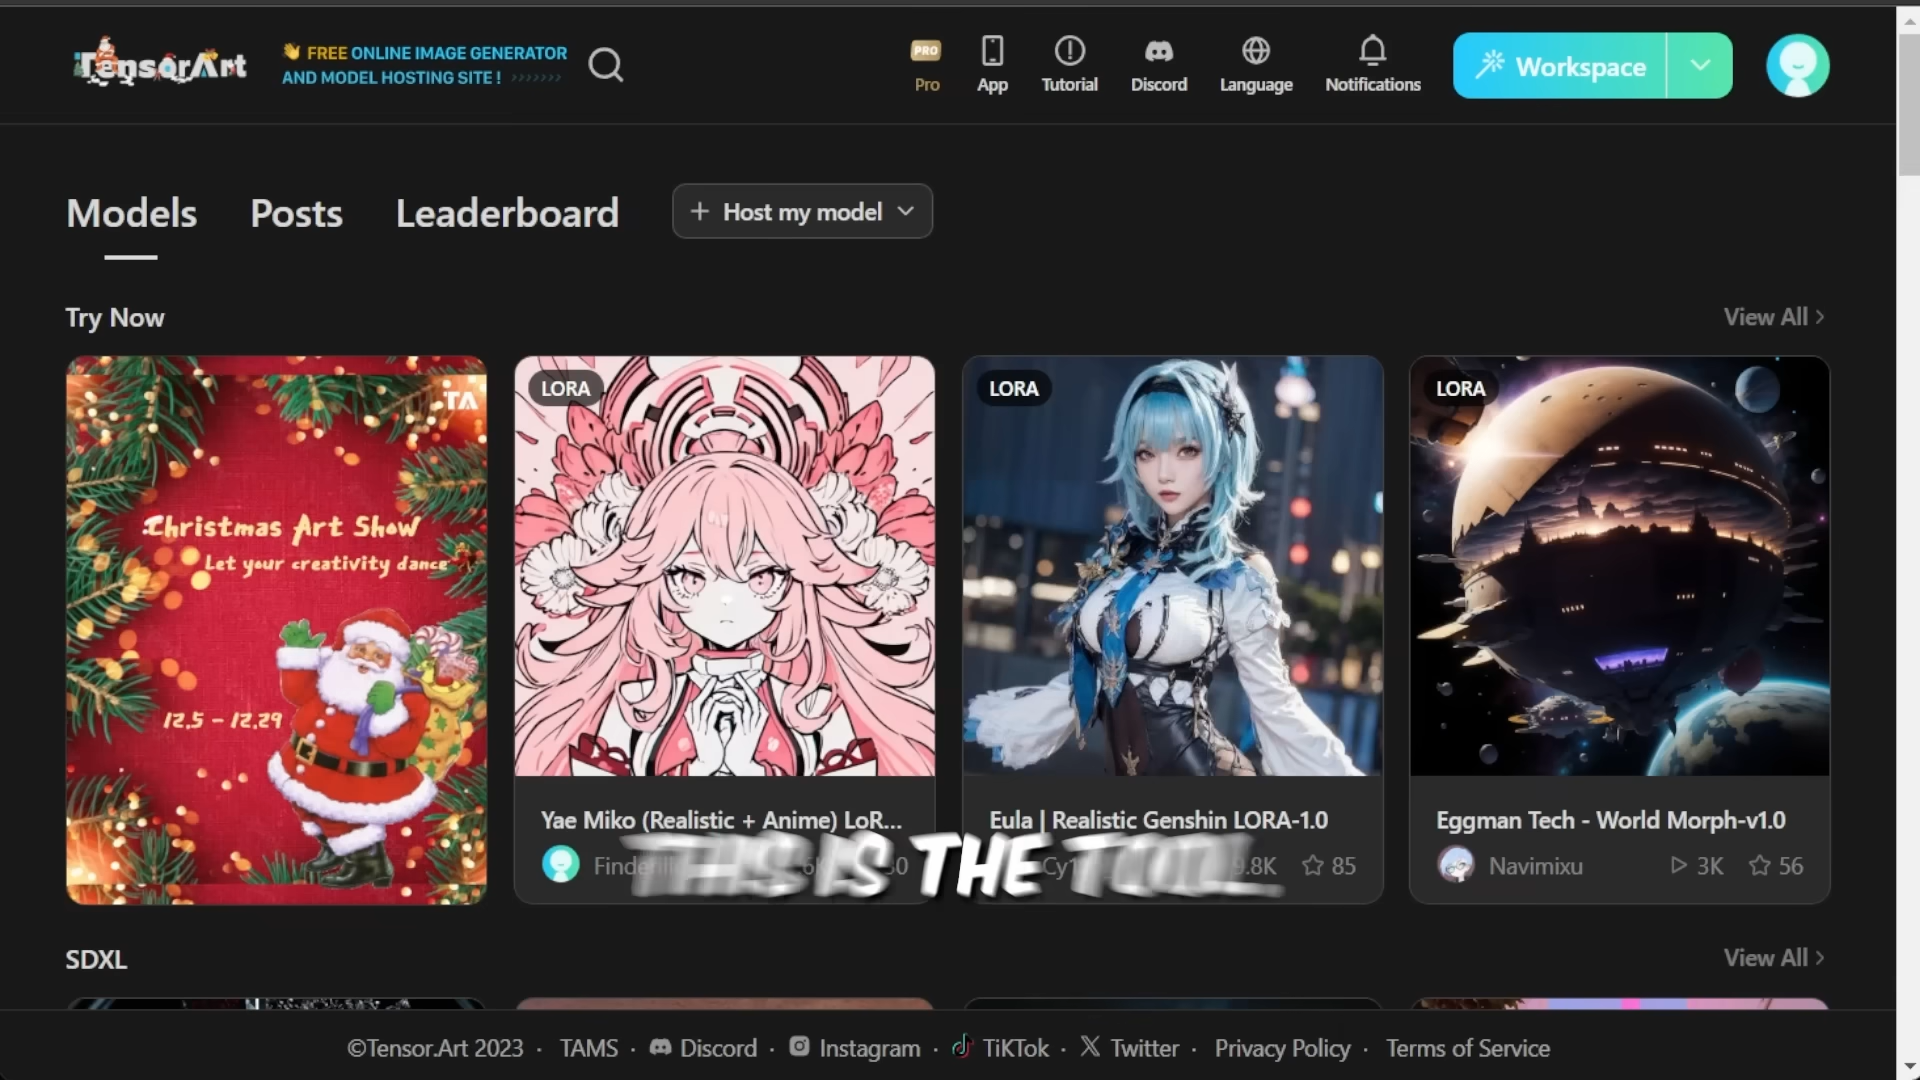 TensorArt
👋 FREE ONLINE IMAGE GENERATOR
AND MODEL HOSTING SITE !
PRO
Pro
App
Tutorial
Discord
Language
Notifications
Workspace
Models
Posts
Leaderboard
+ Host my model
Try Now
View All >
TA
Christmas Art Show
Let your creativity dance
12.5 - 12.29
LORA
Yae Miko (Realistic + Anime) LoR...
LORA
Eula | Realistic Genshin LORA-1.0
85
LORA
Eggman Tech - World Morph-v1.0
Navimixu
3K
56
THIS IS THE TOOL
SDXL
View All >
©Tensor.Art 2023 · TAMS · Discord · Instagram · TiKTok · Twitter · Privacy Policy · Terms of Service